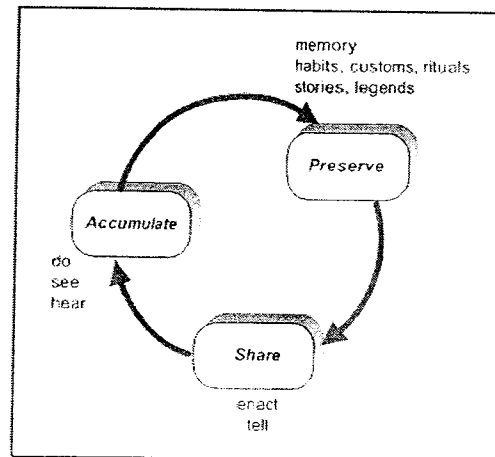 memory
habits, customs, rituals
stories, legends
Preserve
Accumulate
do
see
hear
Share
enact
tell